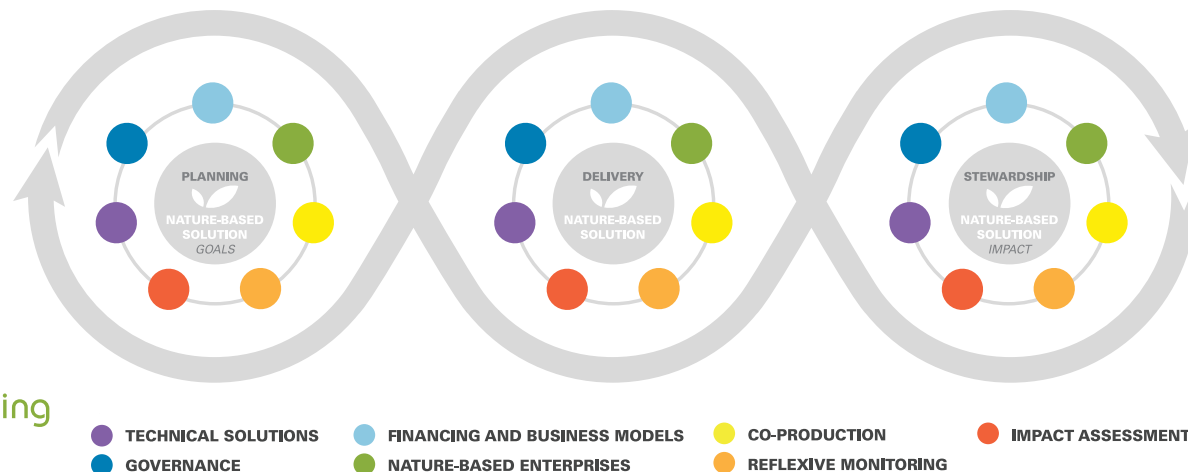 PLANNING
NATURE-BASED
SOLUTION
GOALS
DELIVERY
NATURE-BASED
SOLUTION
STEWARDSHIP
NATURE-BASED
SOLUTION
IMPACT
ing
TECHNICAL SOLUTIONS
FINANCING AND BUSINESS MODELS
CO-PRODUCTION
IMPACT ASSESSMENT
GOVERNANCE
NATURE-BASED ENTERPRISES
REFLEXIVE MONITORING